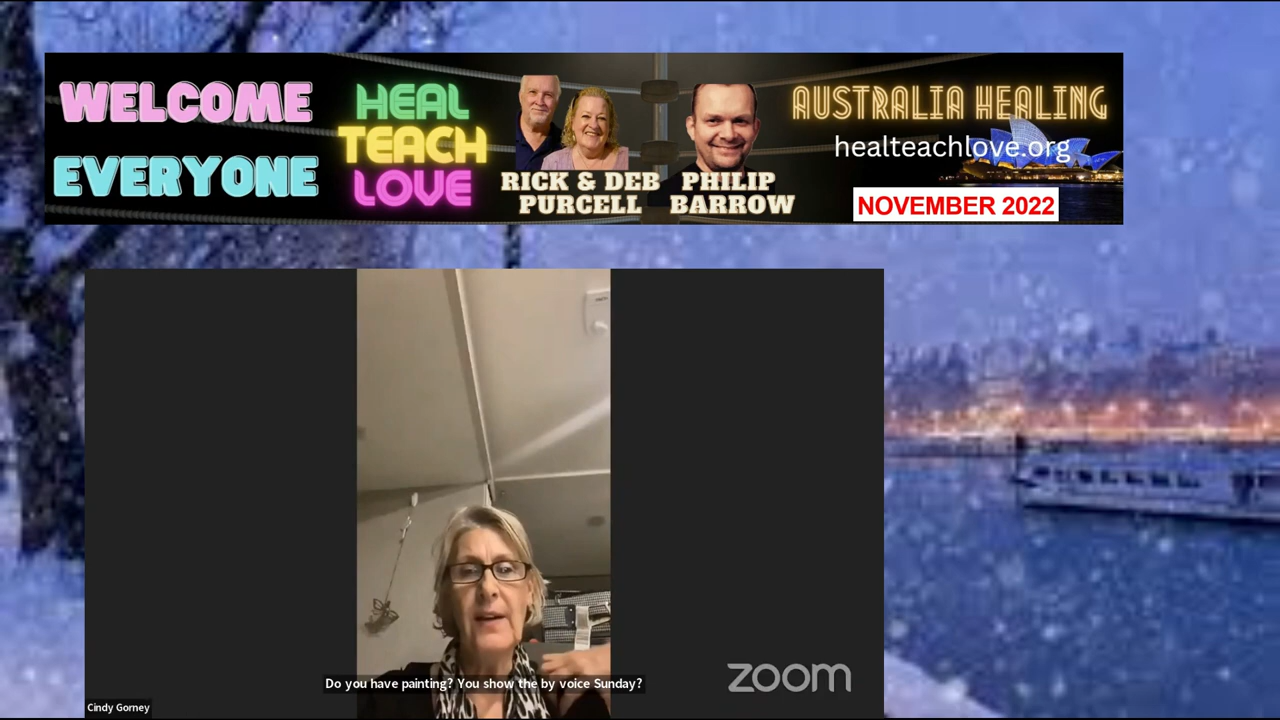 WELCOME
EVERYONE
HEAL
TEACH
LOVE
RICK & DEB
PURCELL
PHILIP
BARROW
AUSTRALIA HEALING
healteachlove.org
NOVEMBER 2022
Do you have painting? You show the by voice Sunday?
zoom
Cindy Gorney